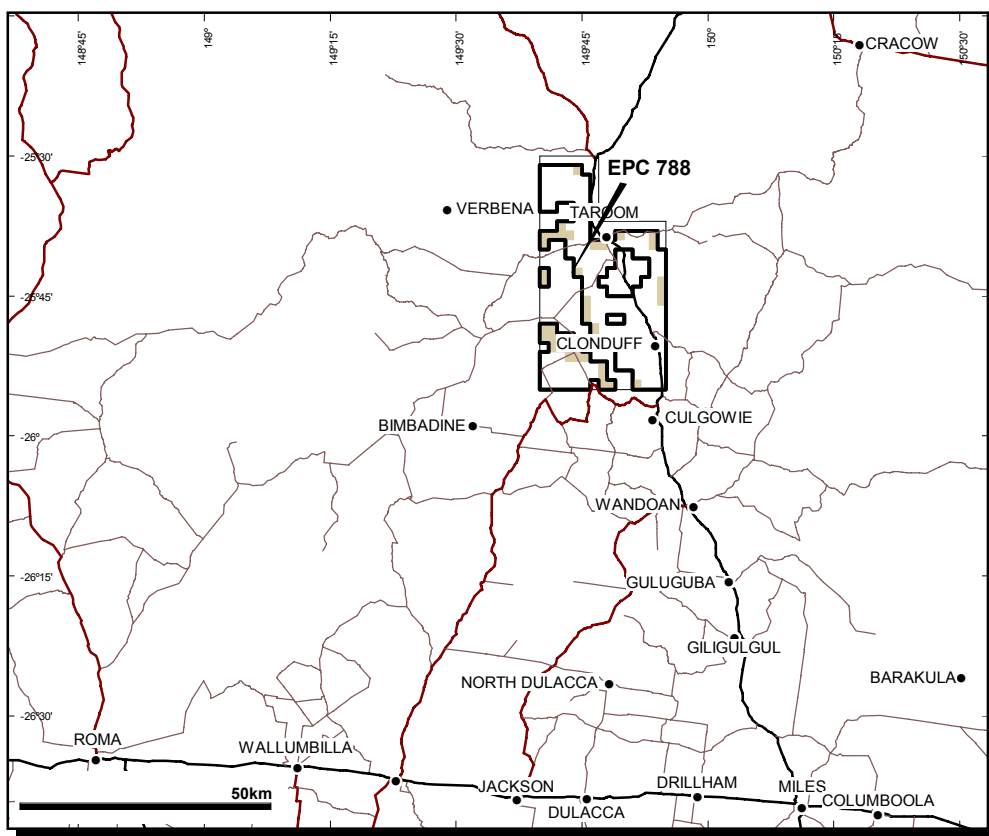 148°45'
149°
149°15'
149°30'
149°45'
150°
150°15'
150°30'
CRACOW
-25°30'
EPC 788
VERBENA
TAROOM
-25°45'
CLONDUFF
CULGOWIE
BIMBADINE
-26°
WANDOAN
-26°15'
GULUGUBA
GILIGULGUL
BARAKULA
NORTH DULACCA
-26°30'
ROMA
WALLUMBILLA
50km
JACKSON
DULACCA
DRILLHAM
MILES
COLUMBOOLA